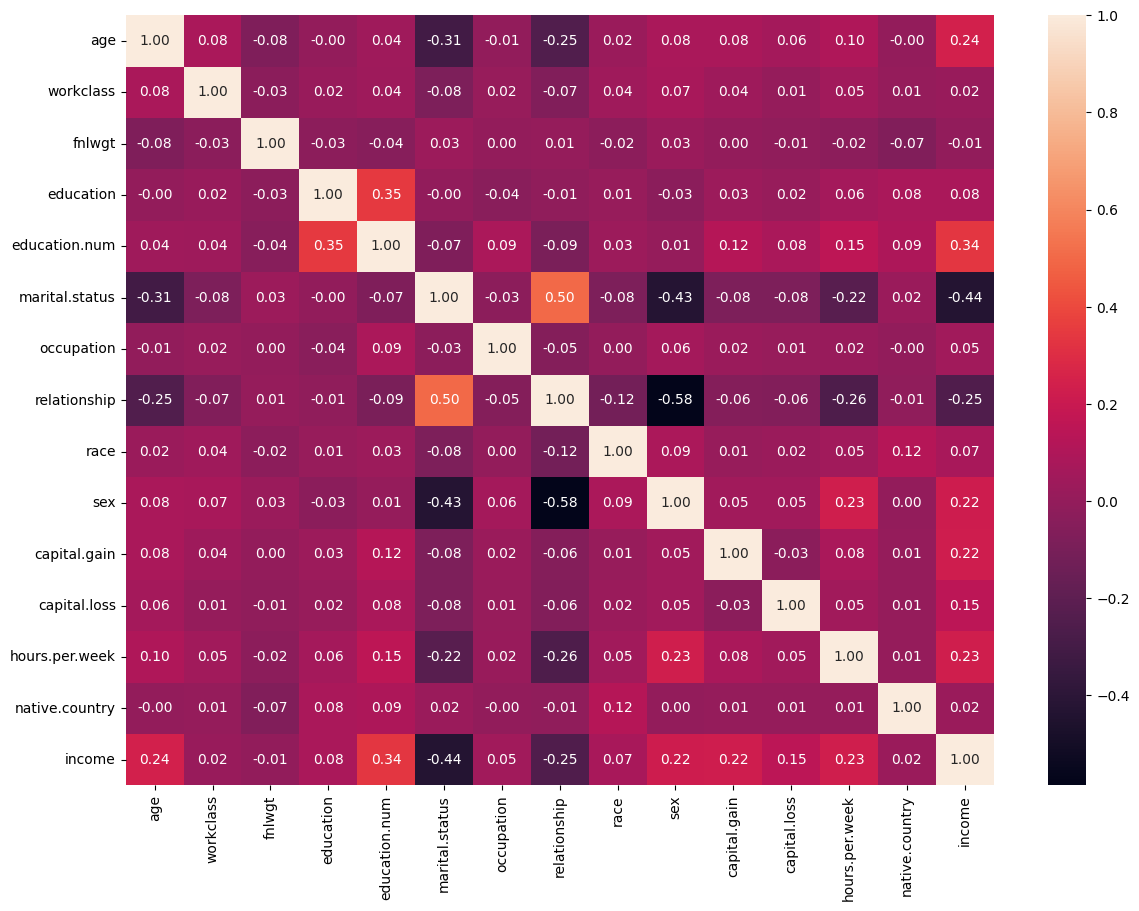 age 1.00 0.08 -0.08 -0.00 0.04 -0.31 -0.01 -0.25 0.02 0.08 0.08 0.06 0.10 -0.00 0.24
workclass 0.08 1.00 -0.03 0.02 0.04 -0.08 0.02 -0.07 0.04 0.07 0.04 0.01 0.05 0.01 0.02
fnlwgt -0.08 -0.03 1.00 -0.03 -0.04 0.03 0.00 0.01 -0.02 0.03 0.00 -0.01 -0.02 -0.07 -0.01
education -0.00 0.02 -0.03 1.00 0.35 -0.00 -0.04 -0.01 0.01 -0.03 0.03 0.02 0.06 0.08 0.08
education.num 0.04 0.04 -0.04 0.35 1.00 -0.07 0.09 -0.09 0.03 0.01 0.12 0.08 0.15 0.09 0.34
marital.status -0.31 -0.08 0.03 -0.00 -0.07 1.00 -0.03 0.50 -0.08 -0.43 -0.08 -0.08 -0.22 0.02 -0.44
occupation -0.01 0.02 0.00 -0.04 0.09 -0.03 1.00 -0.05 0.00 0.06 0.02 0.01 0.02 -0.00 0.05
relationship -0.25 -0.07 0.01 -0.01 -0.09 0.50 -0.05 1.00 -0.12 -0.58 -0.06 -0.06 -0.26 -0.01 -0.25
race 0.02 0.04 -0.02 0.01 0.03 -0.08 0.00 -0.12 1.00 0.09 0.01 0.02 0.05 0.12 0.07
sex 0.08 0.07 0.03 -0.03 0.01 -0.43 0.06 -0.58 0.09 1.00 0.05 0.05 0.23 0.00 0.22
capital.gain 0.08 0.04 0.00 0.03 0.12 -0.08 0.02 -0.06 0.01 0.05 1.00 -0.03 0.08 0.01 0.22
capital.loss 0.06 0.01 -0.01 0.02 0.08 -0.08 0.01 -0.06 0.02 0.05 -0.03 1.00 0.05 0.01 0.15
hours.per.week 0.10 0.05 -0.02 0.06 0.15 -0.22 0.02 -0.26 0.05 0.23 0.08 0.05 1.00 0.01 0.23
native.country -0.00 0.01 -0.07 0.08 0.09 0.02 -0.00 -0.01 0.12 0.00 0.01 0.01 0.01 1.00 0.02
income 0.24 0.02 -0.01 0.08 0.34 -0.44 0.05 -0.25 0.07 0.22 0.22 0.15 0.23 0.02 1.00
age workclass fnlwgt education education.num marital.status occupation relationship race sex capital.gain capital.loss hours.per.week native.country income
1.0
0.8
0.6
0.4
0.2
0.0
−0.2
−0.4